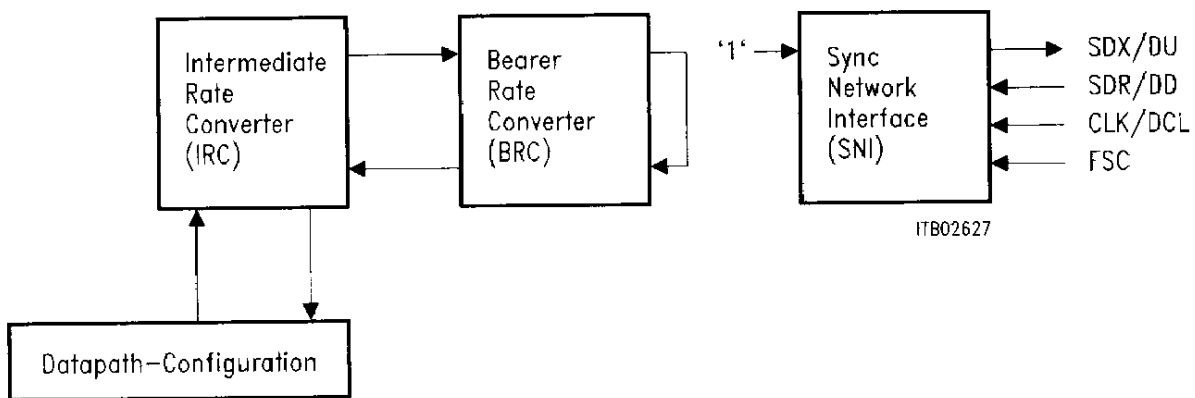 Intermediate
Rate
Converter
(IRC)
Bearer
Rate
Converter
(BRC)
'1'
Sync
Network
Interface
(SNI)
SDX/DU
SDR/DD
CLK/DCL
FSC
ITB02627
Datapath-Configuration